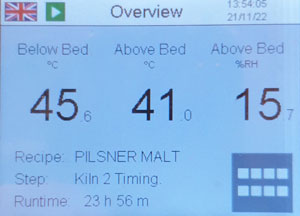 Overview
13:54:05
21/11/22
Below Bed Above Bed Above Bed
°C °C %RH
45.6 41.0 15.7
Recipe: PILSNER MALT
Step: Kiln 2 Timing.
Runtime: 23 h 56 m